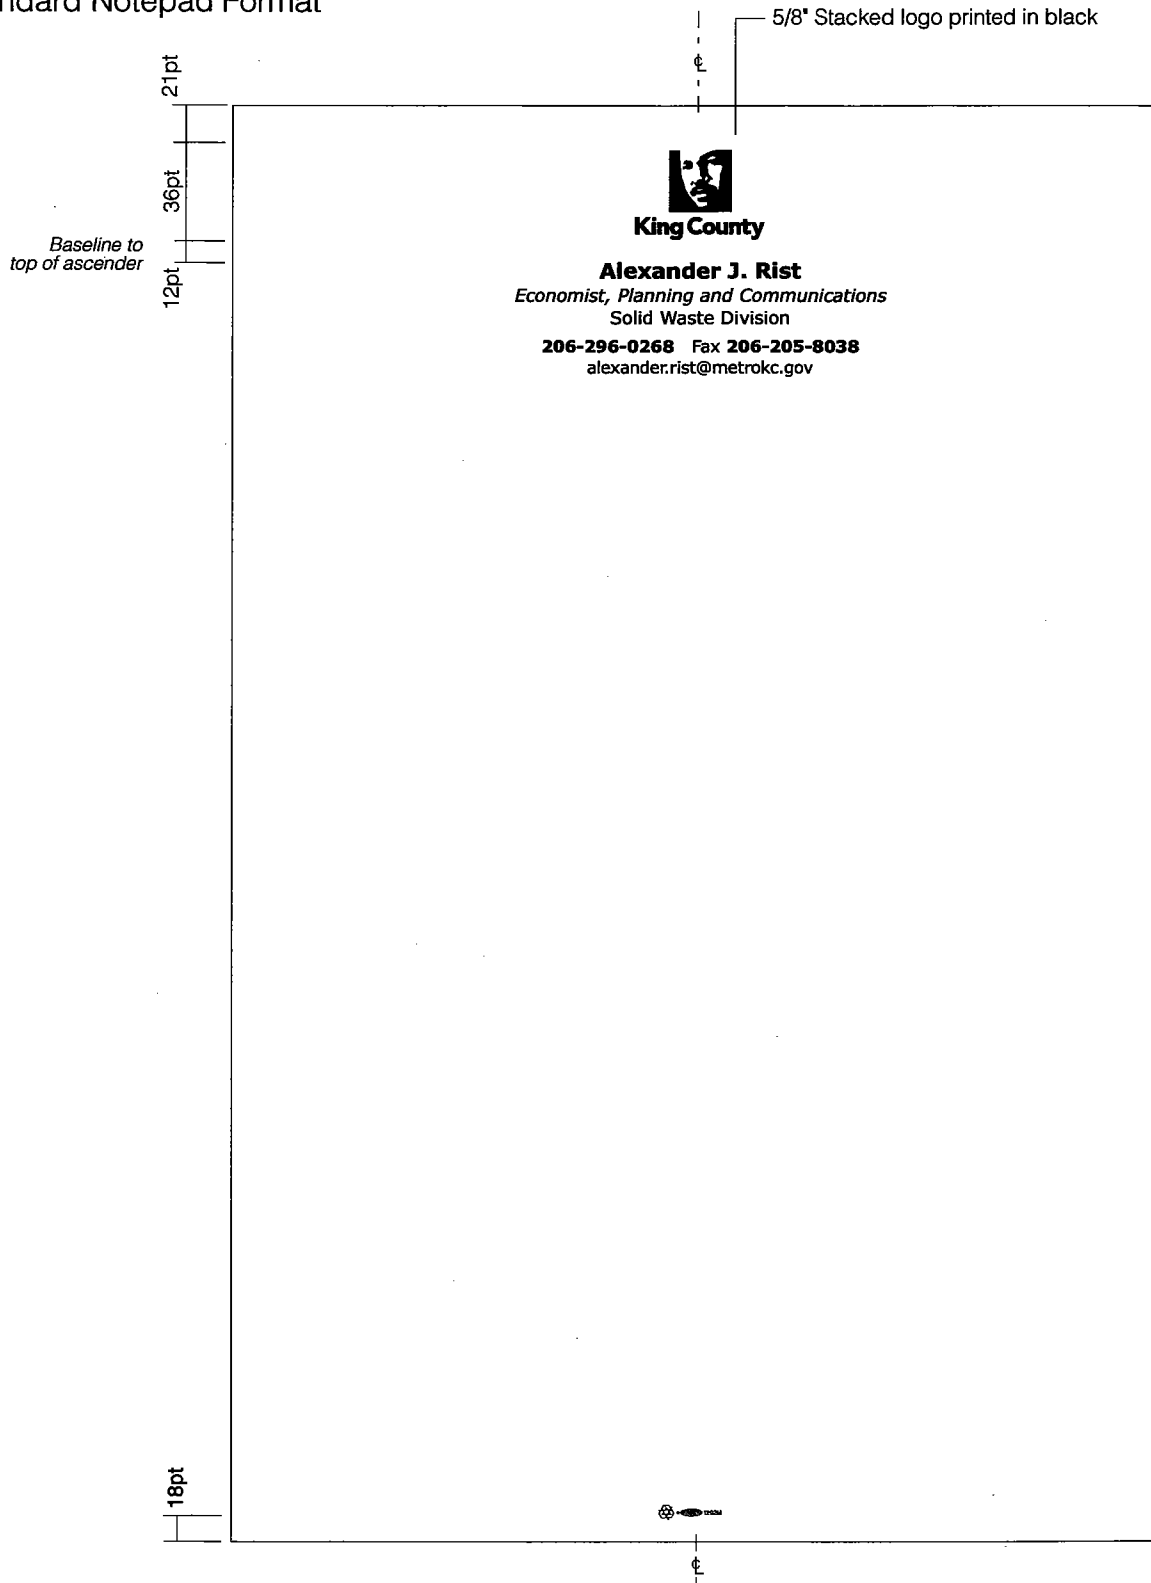 Notepad Format
5/8" Stacked logo printed in black
℄
21pt
36pt
Baseline to
top of ascender
12pt
King County
Alexander J. Rist
Economist, Planning and Communications
Solid Waste Division
206-296-0268 Fax 206-205-8038
alexander.rist@metrokc.gov
18pt
℄